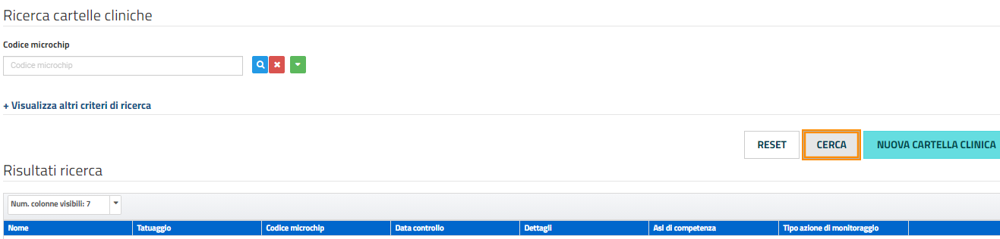 Ricerca cartelle cliniche
Codice microchip
Codice microchip
+ Visualizza altri criteri di ricerca
RESET CERCA NUOVA CARTELLA CLINICA
Risultati ricerca
Num. colonne visibili: 7
Nome Tatuaggio Codice microchip Data controllo Dettagli Asl di competenza Tipo azione di monitoraggio